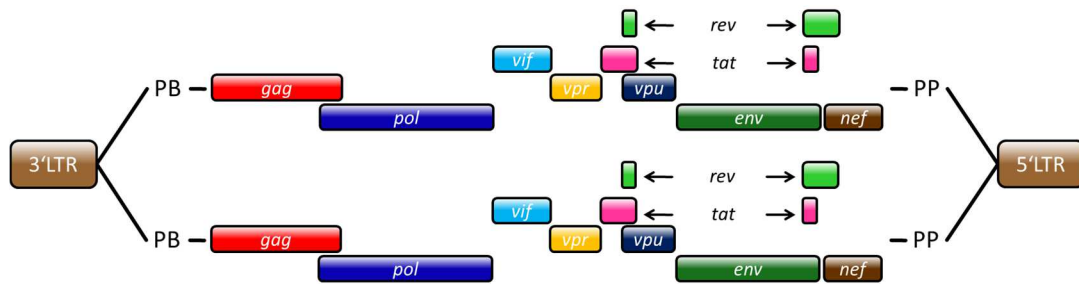 rev
vif tat
PB gag vpr vpu PP
pol env nef
3‘LTR 5‘LTR
rev
vif tat
PB gag vpr vpu PP
pol env nef